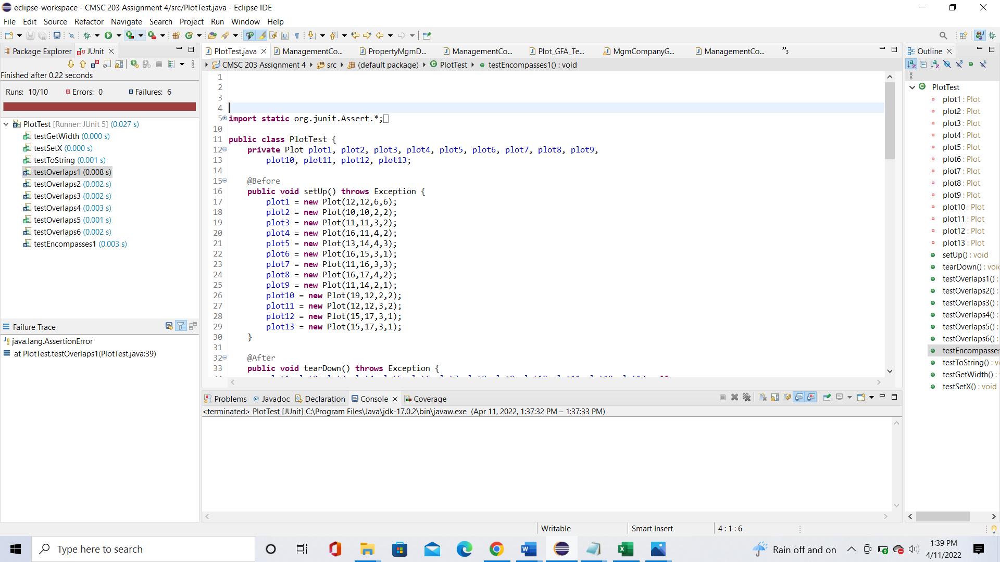 eclipse-workspace - CMSC 203 Assignment 4/src/PlotTest.java - Eclipse IDE
File Edit Source Refactor Navigate Search Project Run Window Help
Package Explorer JUnit
Finished after 0.22 seconds
Runs: 10/10 Errors: 0 Failures: 6
PlotTest [Runner: JUnit 5] (0.027 s)
testGetWidth (0.000 s)
testSetX (0.000 s)
testToString (0.001 s)
testOverlaps1 (0.008 s)
testOverlaps2 (0.002 s)
testOverlaps3 (0.002 s)
testOverlaps4 (0.003 s)
testOverlaps5 (0.001 s)
testOverlaps6 (0.002 s)
testEncompasses1 (0.003 s)
Failure Trace
java.lang.AssertionError
at PlotTest.testOverlaps1(PlotTest.java:39)
PlotTest.java ManagementCo... PropertyMgmD... ManagementCo... Plot_GFA_Te... MgmCompanyG... ManagementCo... »3
CMSC 203 Assignment 4 src (default package) PlotTest testEncompasses1() : void
1
2
3
4
5 import static org.junit.Assert.*;
10
11 public class PlotTest {
12 private Plot plot1, plot2, plot3, plot4, plot5, plot6, plot7, plot8, plot9,
13 plot10, plot11, plot12, plot13;
14
15 @Before
16 public void setUp() throws Exception {
17 plot1 = new Plot(12,12,6,6);
18 plot2 = new Plot(10,10,2,2);
19 plot3 = new Plot(11,11,3,2);
20 plot4 = new Plot(16,11,4,2);
21 plot5 = new Plot(13,14,4,3);
22 plot6 = new Plot(16,15,3,1);
23 plot7 = new Plot(11,16,3,3);
24 plot8 = new Plot(16,17,4,2);
25 plot9 = new Plot(11,14,2,1);
26 plot10 = new Plot(19,12,2,2);
27 plot11 = new Plot(12,12,3,2);
28 plot12 = new Plot(15,17,3,1);
29 plot13 = new Plot(15,17,3,1);
30 }
31
32 @After
33 public void tearDown() throws Exception {
Problems Javadoc Declaration Console Coverage
<terminated> PlotTest [JUnit] C:\Program Files\Java\jdk-17.0.2\bin\javaw.exe (Apr 11, 2022, 1:37:32 PM – 1:37:33 PM)
Outline
PlotTest
plot1 : Plot
plot2 : Plot
plot3 : Plot
plot4 : Plot
plot5 : Plot
plot6 : Plot
plot7 : Plot
plot8 : Plot
plot9 : Plot
plot10 : Plot
plot11 : Plot
plot12 : Plot
plot13 : Plot
setUp() : void
tearDown() : void
testOverlaps1() :
testOverlaps2() :
testOverlaps3() :
testOverlaps4() :
testOverlaps5() :
testOverlaps6() :
testEncompasses
testToString() : v
testGetWidth() :
testSetX() : void
Writable Smart Insert 4 : 1 : 6
Type here to search
Rain off and on
1:39 PM
4/11/2022